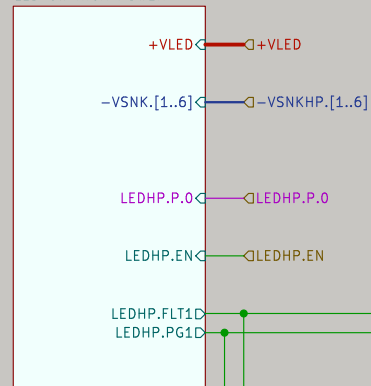 +VLED +VLED
-VSNK.[1..6] -VSNKHP.[1..6]
LEDHP.P.0 LEDHP.P.0
LEDHP.EN LEDHP.EN
LEDHP.FLT1
LEDHP.PG1